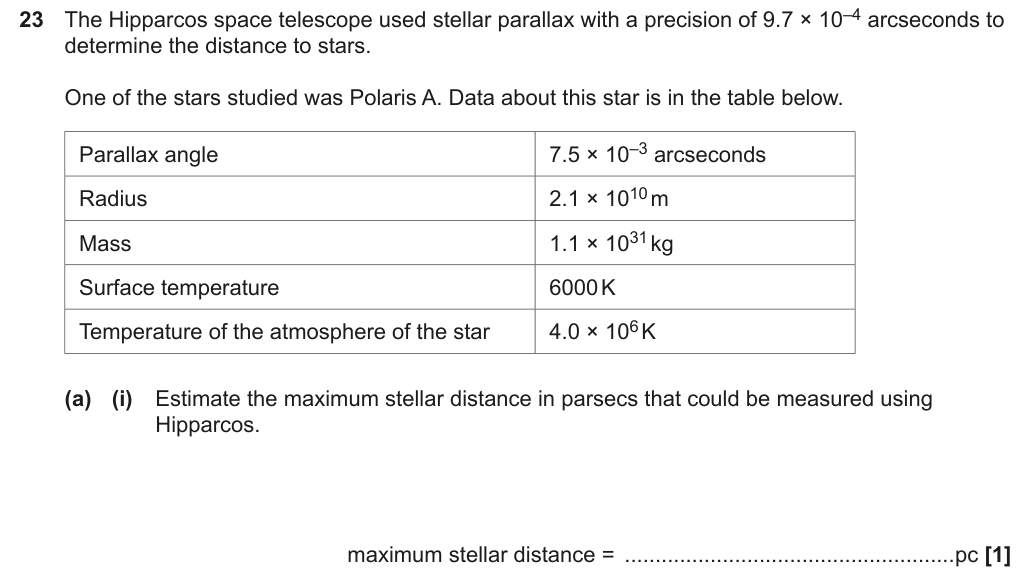 23 The Hipparcos space telescope used stellar parallax with a precision of 9.7 × 10⁻⁴ arcseconds to
determine the distance to stars.
One of the stars studied was Polaris A. Data about this star is in the table below.
Parallax angle 7.5 × 10⁻³ arcseconds
Radius 2.1 × 10¹⁰ m
Mass 1.1 × 10³¹ kg
Surface temperature 6000 K
Temperature of the atmosphere of the star 4.0 × 10⁶ K
(a) (i) Estimate the maximum stellar distance in parsecs that could be measured using
Hipparcos.
maximum stellar distance = ......................................................pc [1]